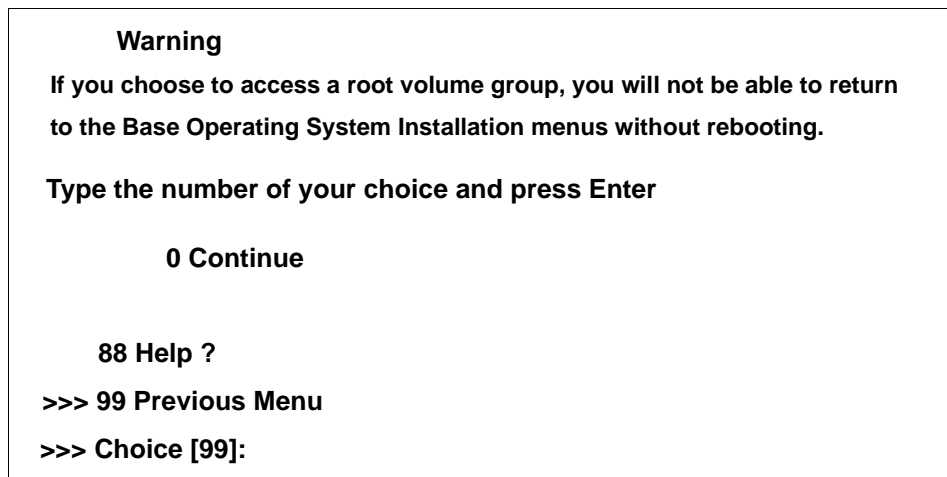 Warning
If you choose to access a root volume group, you will not be able to return
to the Base Operating System Installation menus without rebooting.
Type the number of your choice and press Enter
0 Continue
88 Help ?
>>> 99 Previous Menu
>>> Choice [99]: